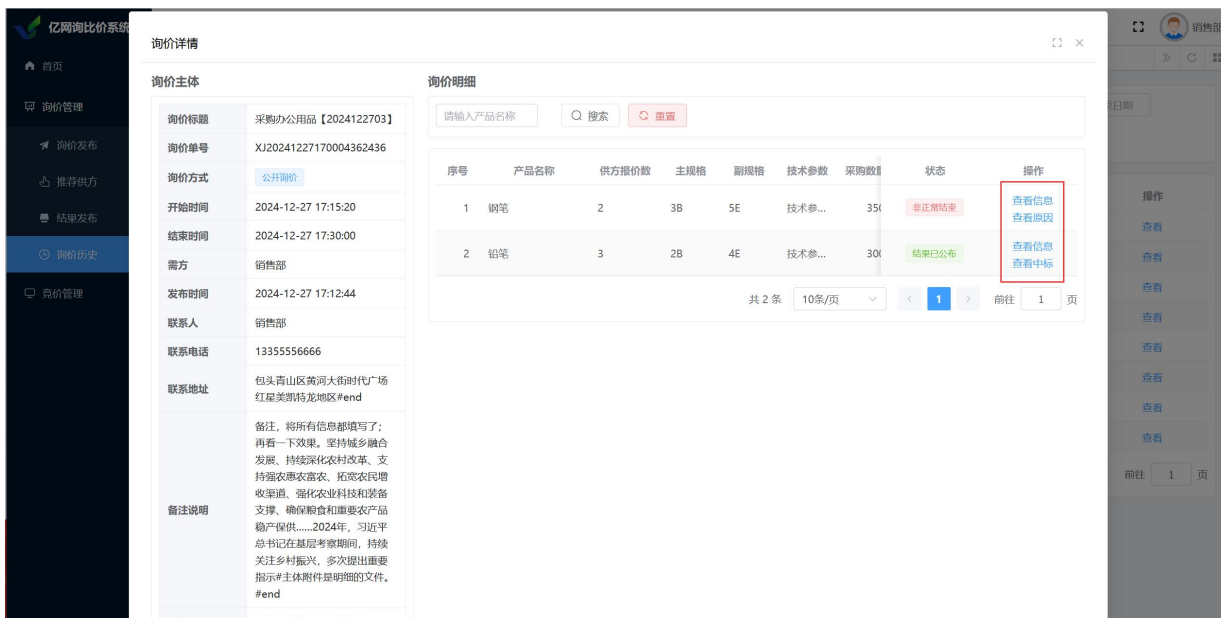 亿网询比价系统
首页
询价管理
询价发布
推荐供方
结果发布
询价历史
竞价管理
询价详情
询价主体
询价标题 采购办公用品【2024122703】
询价单号 XJ20241227170004362436
询价方式 公开询价
开始时间 2024-12-27 17:15:20
结束时间 2024-12-27 17:30:00
需方 销售部
发布时间 2024-12-27 17:12:44
联系人 销售部
联系电话 13355556666
联系地址 包头青山区黄河大街时代广场
红星美凯特龙地区#end
备注说明 备注，将所有信息都填写了；
再看一下效果。坚持城乡融合
发展、持续深化农村改革、支
持强农惠农富农、拓宽农民增
收渠道、强化农业科技和装备
支撑、确保粮食和重要农产品
稳产保供……2024年，习近平
总书记在基层考察期间，持续
关注乡村振兴，多次提出重要
指示#主体附件是明细的文件。
#end
询价明细
请输入产品名称 搜索 重置
序号 产品名称 供方报价数 主规格 副规格 技术参数 采购数量 状态 操作
1 钢笔 2 3B 5E 技术参... 350 非正常结束 查看信息
查看原因
2 铅笔 3 2B 4E 技术参... 300 结果已公布 查看信息
查看中标
共 2 条 10条/页 1 前往 1 页
销售部
日期
操作
查看
查看
查看
查看
查看
查看
查看
查看
前往 1 页